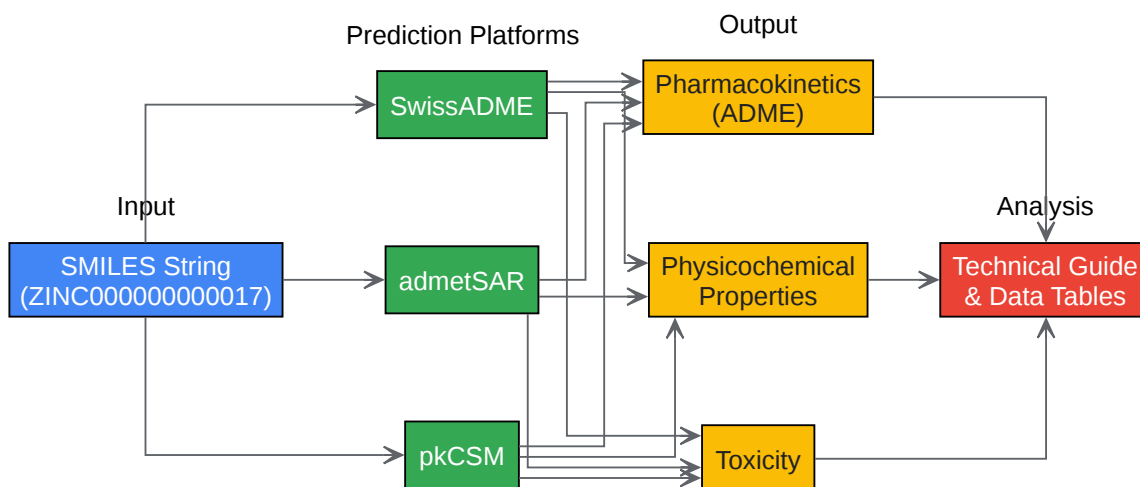 Prediction Platforms
Output
SwissADME
Pharmacokinetics
(ADME)
Input
Analysis
SMILES String
(ZINC000000000017)
admetSAR
Physicochemical
Properties
Technical Guide
& Data Tables
pkCSM
Toxicity